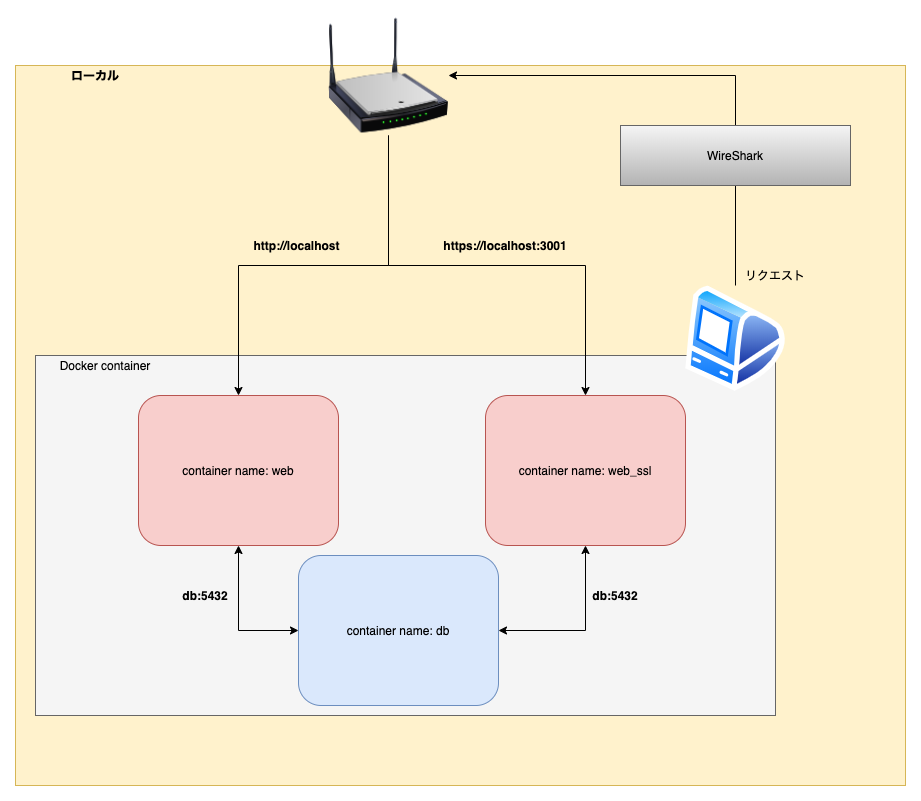 ローカル
WireShark
http://localhost
https://localhost:3001
リクエスト
Docker container
container name: web
container name: web_ssl
db:5432
db:5432
container name: db